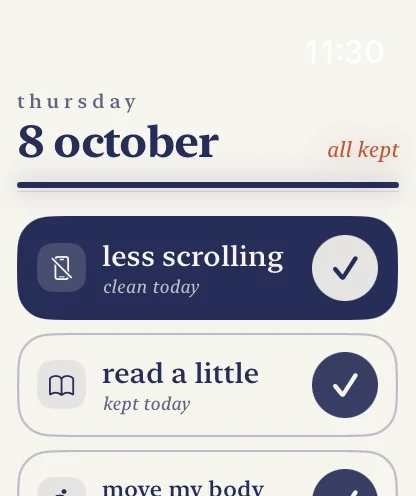 11:30
thursday
8 october
all kept
less scrolling
clean today
read a little
kept today
move my body